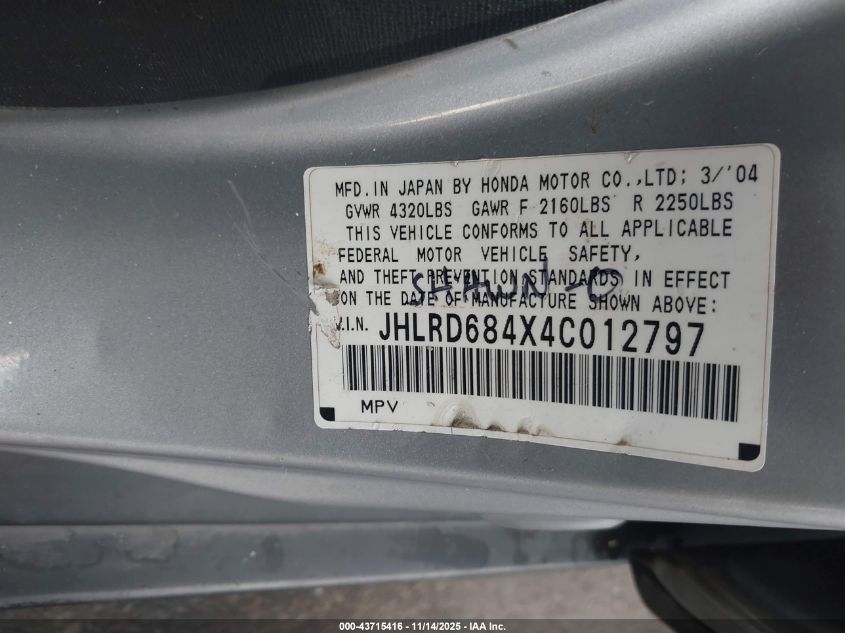 MFD.IN JAPAN BY HONDA MOTOR CO.,LTD; 3/'04
GVWR 4320LBS GAWR F 2160LBS R 2250LBS
THIS VEHICLE CONFORMS TO ALL APPLICABLE
FEDERAL MOTOR VEHICLE SAFETY,
AND THEFT PREVENTION STANDARDS IN EFFECT
SHAWN-O
ON THE DATE OF MANUFACTURE SHOWN ABOVE:
V.I.N. JHLRD684X4C012797
MPV
000-43715416 - 11/14/2025 - IAA Inc.